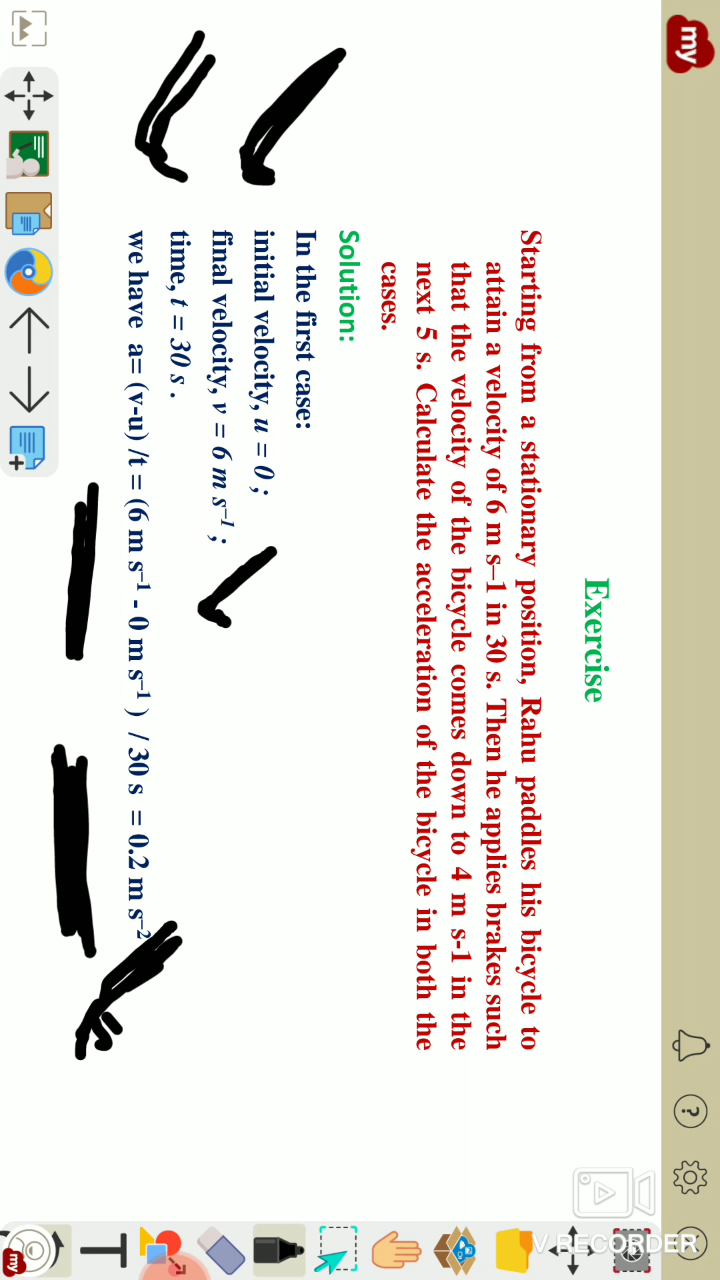 my
Exercise
Starting from a stationary position, Rahu paddles his bicycle to
attain a velocity of 6 m s–1 in 30 s. Then he applies brakes such
that the velocity of the bicycle comes down to 4 m s-1 in the
next 5 s. Calculate the acceleration of the bicycle in both the
cases.
Solution:
In the first case:
initial velocity, u = 0 ;
final velocity, v = 6 m s⁻¹ ;
time, t = 30 s .
we have a= (v-u) /t = (6 m s⁻¹ - 0 m s⁻¹ ) / 30 s = 0.2 m s⁻²
V RECORDER
my